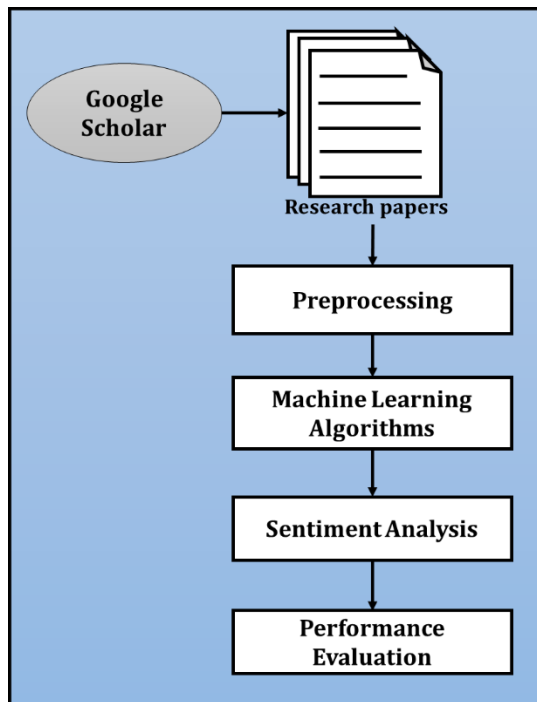 Google
Scholar
Research papers
Preprocessing
Machine Learning
Algorithms
Sentiment Analysis
Performance
Evaluation